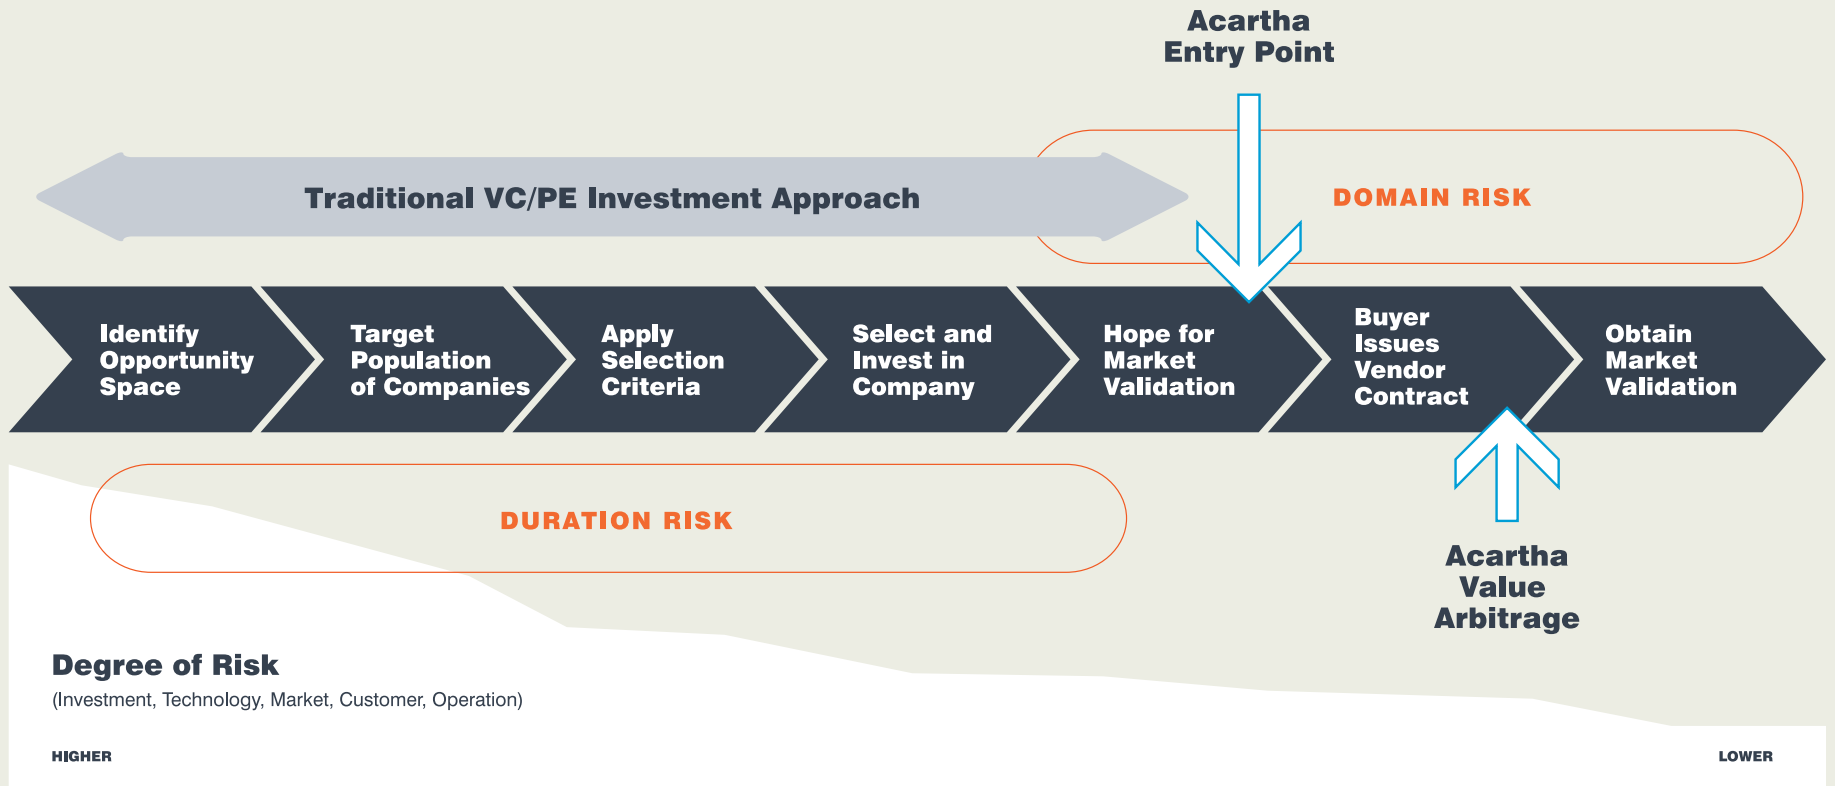 Acartha
Entry Point
Traditional VC/PE Investment Approach
DOMAIN RISK
Identify
Opportunity
Space
Target
Population
of Companies
Apply
Selection
Criteria
Select and
Invest in
Company
Hope for
Market
Validation
Buyer
Issues
Vendor
Contract
Obtain
Market
Validation
DURATION RISK
Acartha
Value
Arbitrage
Degree of Risk
(Investment, Technology, Market, Customer, Operation)
HIGHER
LOWER